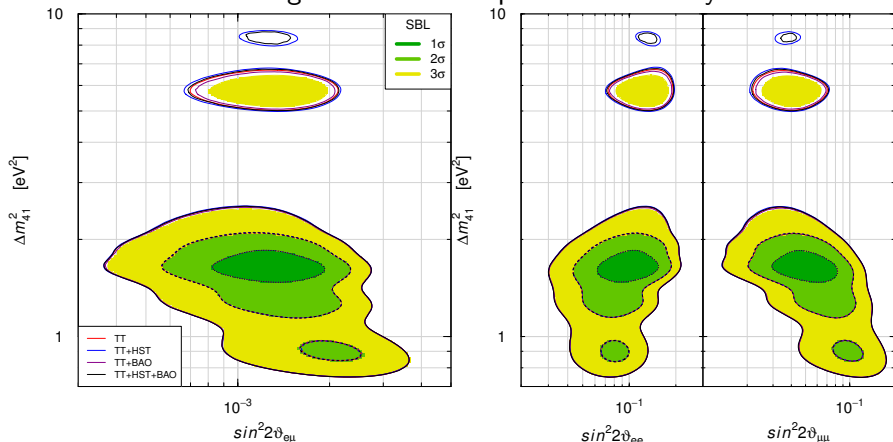 10
SBL
1σ
2σ
3σ
Δm²₄₁ [eV²]
Δm²₄₁ [eV²]
1
1
TT
TT+HST
TT+BAO
TT+HST+BAO
10⁻³
10⁻¹
10⁻¹
sin²2ϑeμ
sin²2ϑee
sin²2ϑμμ